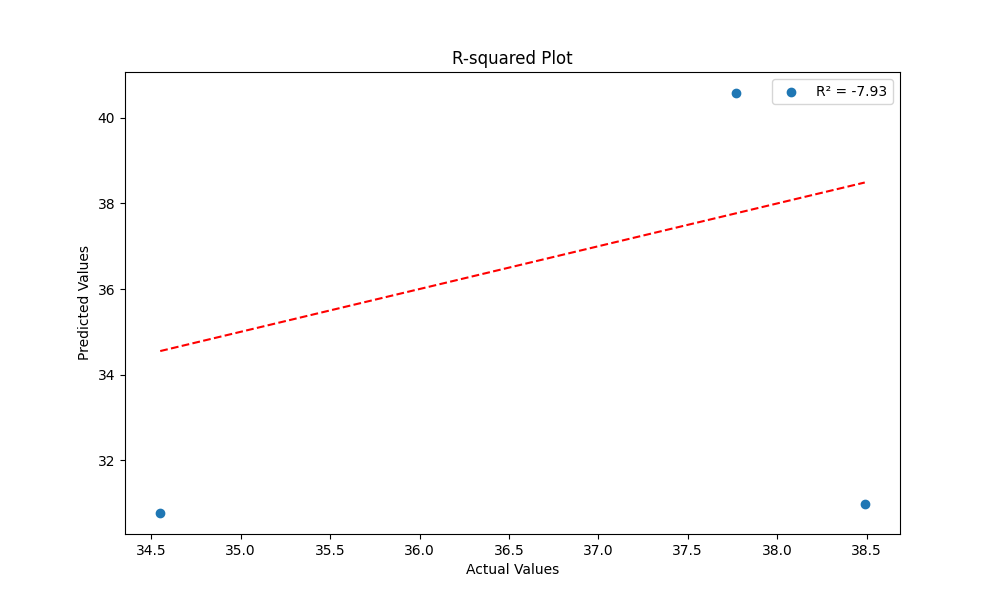 R-squared Plot
R² = -7.93
Predicted Values
40
38
36
34
32
34.5 35.0 35.5 36.0 36.5 37.0 37.5 38.0 38.5
Actual Values